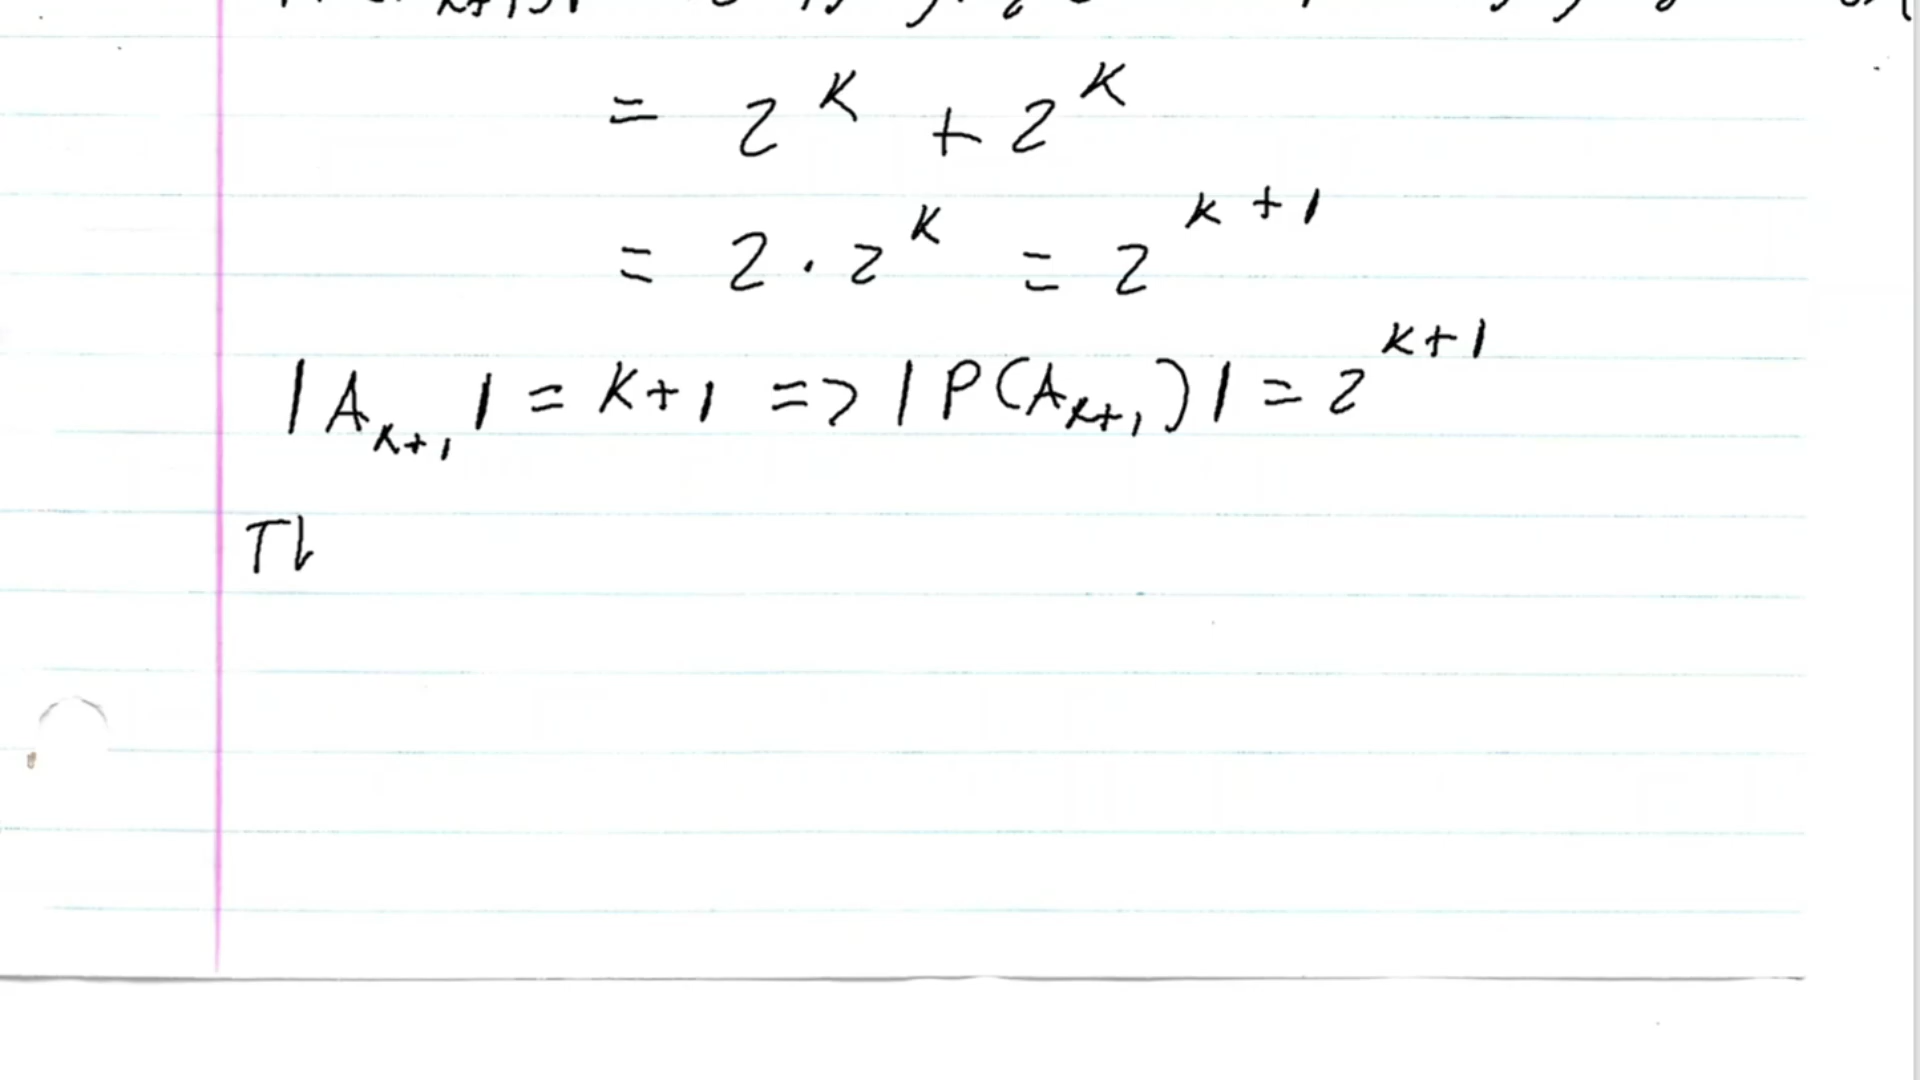 = 2^K + 2^K
= 2 · 2^K = 2^{K+1}
|A_{K+1}| = K+1 => |P(A_{K+1})| = 2^{K+1}
Th